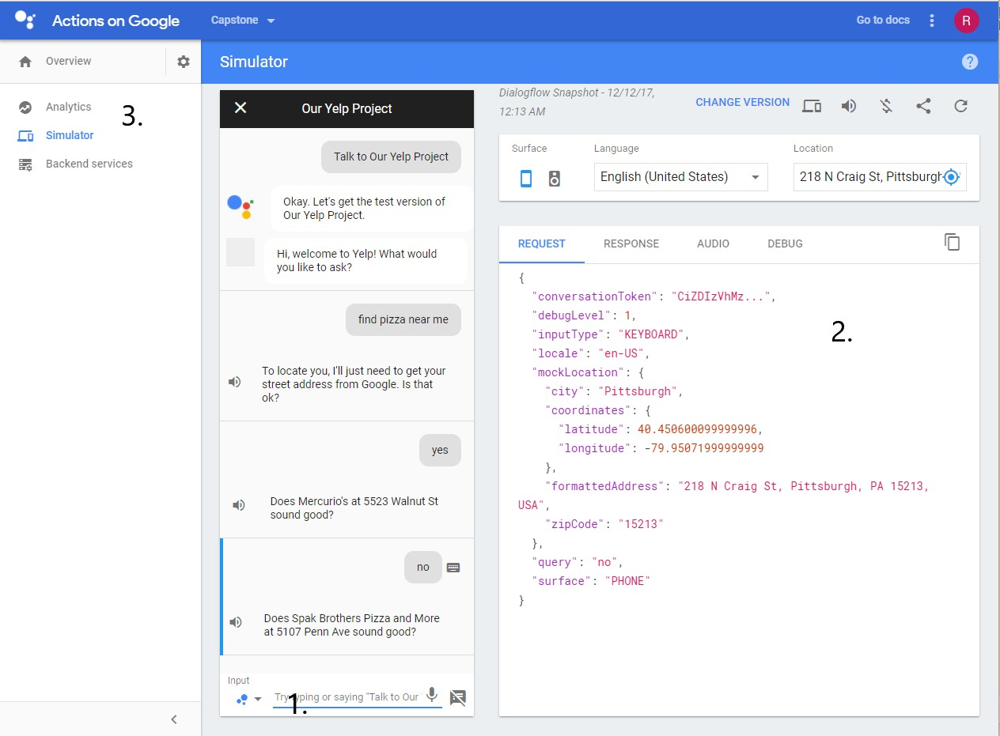 Actions on Google
Capstone
Go to docs
R
Overview
Analytics
Simulator
Backend services
3.
Simulator
?
Our Yelp Project
Talk to Our Yelp Project
Okay. Let's get the test version of
Our Yelp Project.
Hi, welcome to Yelp! What would
you like to ask?
find pizza near me
To locate you, I'll just need to get your
street address from Google. Is that
ok?
yes
Does Mercurio's at 5523 Walnut St
sound good?
no
Does Spak Brothers Pizza and More
at 5107 Penn Ave sound good?
Input
Try typing or saying "Talk to Our
1.
Dialogflow Snapshot - 12/12/17,
12:13 AM
CHANGE VERSION
Surface
Language
Location
English (United States)
218 N Craig St, Pittsburgh
REQUEST
RESPONSE
AUDIO
DEBUG
{
"conversationToken": "CiZDIzVhMz...",
"debugLevel": 1,
"inputType": "KEYBOARD",
"locale": "en-US",
"mockLocation": {
"city": "Pittsburgh",
"coordinates": {
"latitude": 40.450600099999996,
"longitude": -79.95071999999999
},
"formattedAddress": "218 N Craig St, Pittsburgh, PA 15213,
USA",
"zipCode": "15213"
},
"query": "no",
"surface": "PHONE"
}
2.